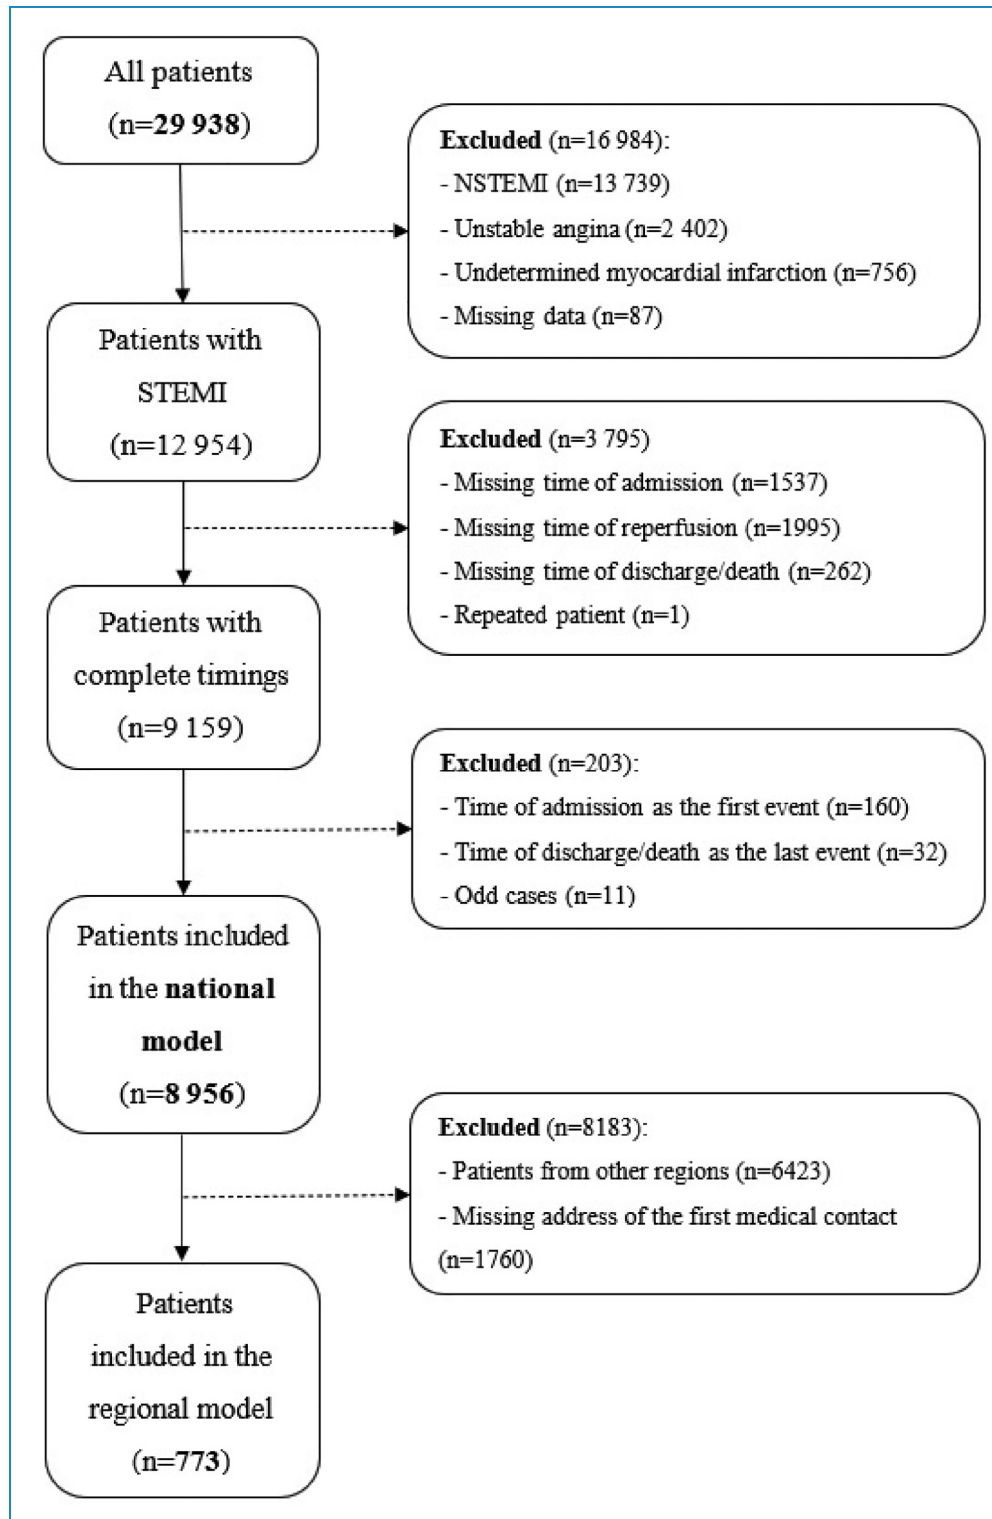 All patients
(n=29 938)
Excluded (n=16 984):
- NSTEMI (n=13 739)
- Unstable angina (n=2 402)
- Undetermined myocardial infarction (n=756)
- Missing data (n=87)
Patients with
STEMI
(n=12 954)
Excluded (n=3 795)
- Missing time of admission (n=1537)
- Missing time of reperfusion (n=1995)
- Missing time of discharge/death (n=262)
- Repeated patient (n=1)
Patients with
complete timings
(n=9 159)
Excluded (n=203):
- Time of admission as the first event (n=160)
- Time of discharge/death as the last event (n=32)
- Odd cases (n=11)
Patients included
in the national
model
(n=8 956)
Excluded (n=8183):
- Patients from other regions (n=6423)
- Missing address of the first medical contact
(n=1760)
Patients
included in the
regional model
(n=773)